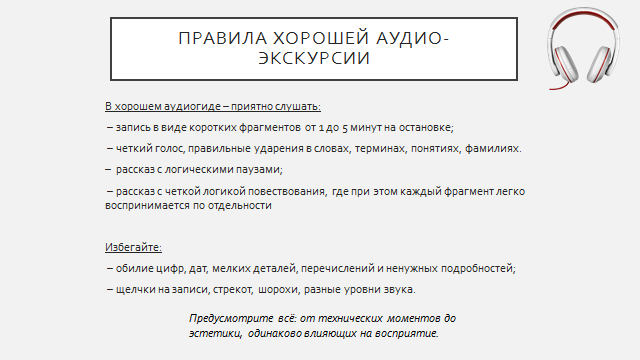 ПРАВИЛА ХОРОШЕЙ АУДИО-
ЭКСКУРСИИ
В хорошем аудиогиде – приятно слушать:
– запись в виде коротких фрагментов от 1 до 5 минут на остановке;
– четкий голос, правильные ударения в словах, терминах, понятиях, фамилиях.
– рассказ с логическими паузами;
– рассказ с четкой логикой повествования, где при этом каждый фрагмент легко
воспринимается по отдельности
Избегайте:
– обилие цифр, дат, мелких деталей, перечислений и ненужных подробностей;
– щелчки на записи, стрекот, шорохи, разные уровни звука.
Предусмотрите всё: от технических моментов до
эстетики, одинаково влияющих на восприятие.